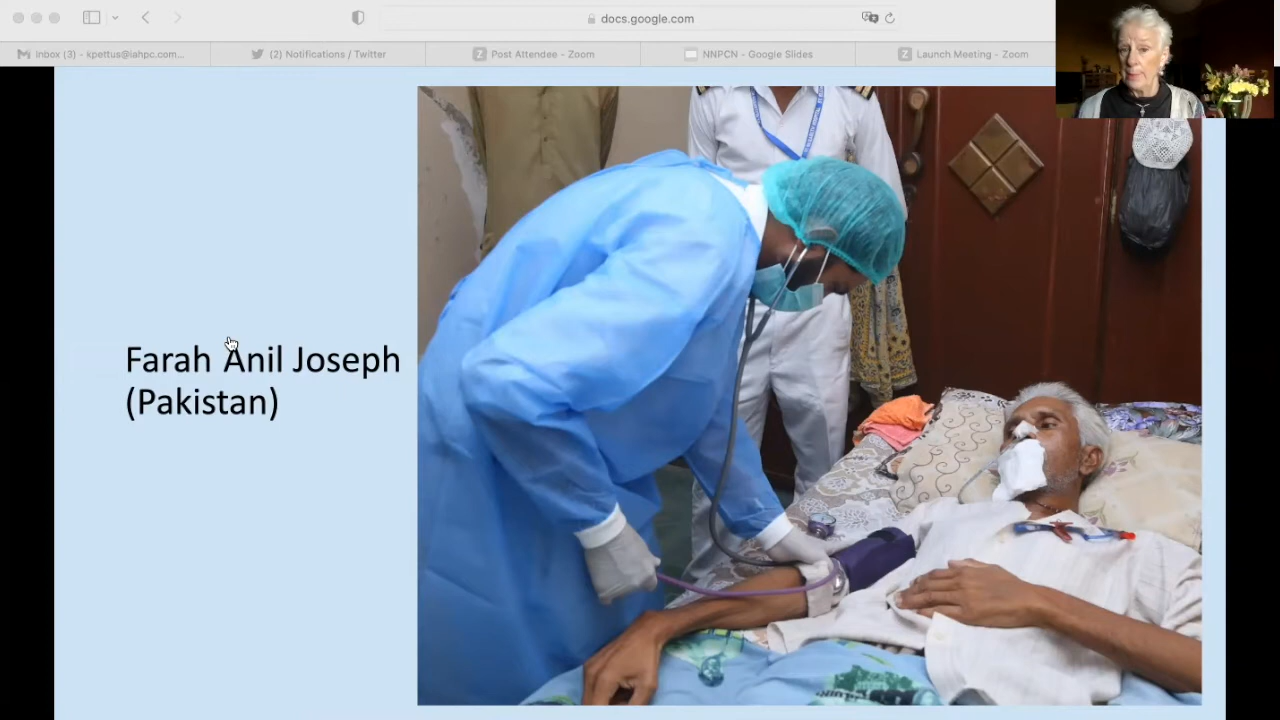 docs.google.com
Inbox (3) - kpettus@iahpc.com...
(2) Notifications / Twitter
Post Attendee - Zoom
NNPCN - Google Slides
Launch Meeting - Zoom
Farah Anil Joseph
(Pakistan)